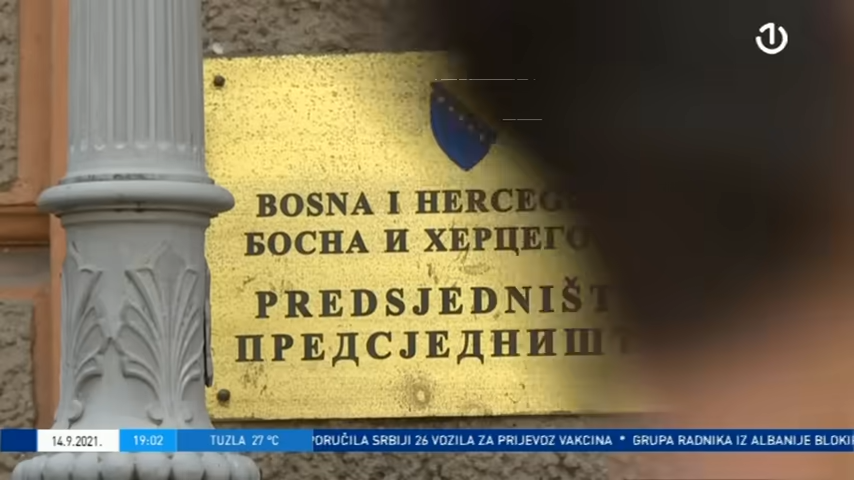 BOSNA I HERCEG
БОСНА И ХЕРЦЕГО
PREDSJEDNIŠT
ПРЕДСЈЕДНИШТ
14.9.2021. 19:02 TUZLA 27 °C PORUČILA SRBIJI 26 VOZILA ZA PRIJEVOZ VAKCINA * GRUPA RADNIKA IZ ALBANIJE BLOKI